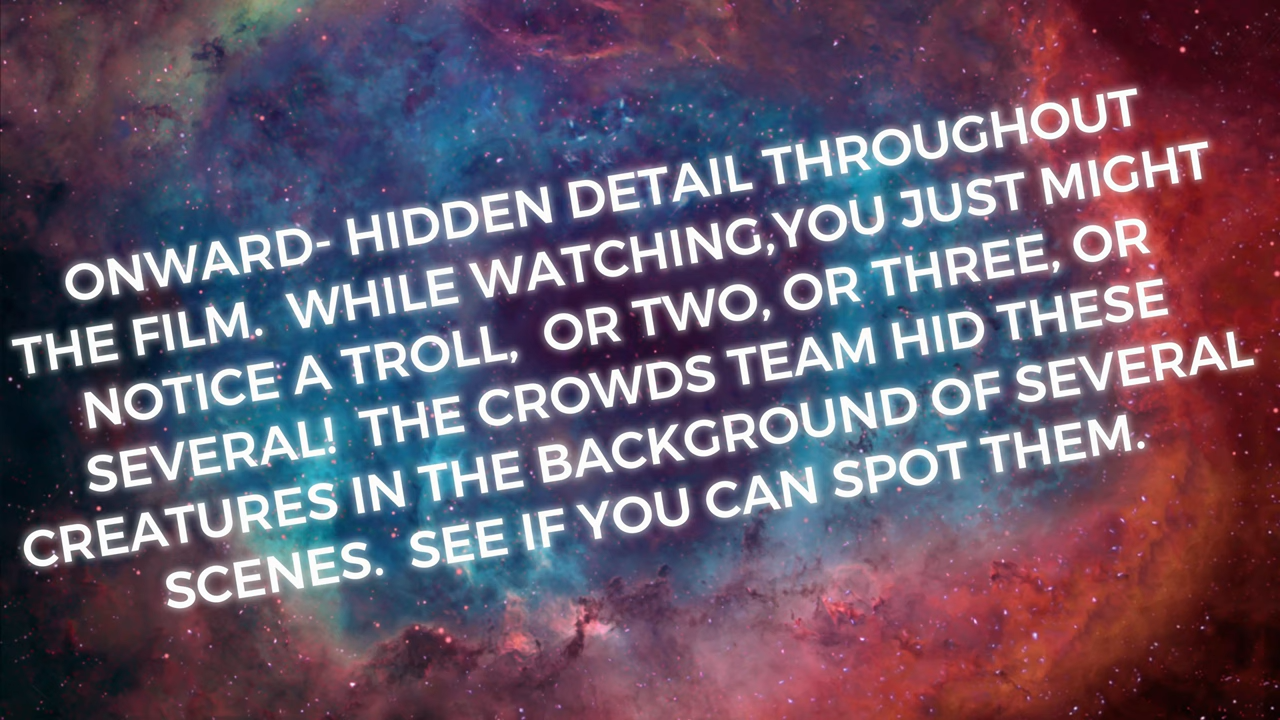 ONWARD- HIDDEN DETAIL THROUGHOUT
THE FILM. WHILE WATCHING,YOU JUST MIGHT
NOTICE A TROLL, OR TWO, OR THREE, OR
SEVERAL! THE CROWDS TEAM HID THESE
CREATURES IN THE BACKGROUND OF SEVERAL
SCENES. SEE IF YOU CAN SPOT THEM.